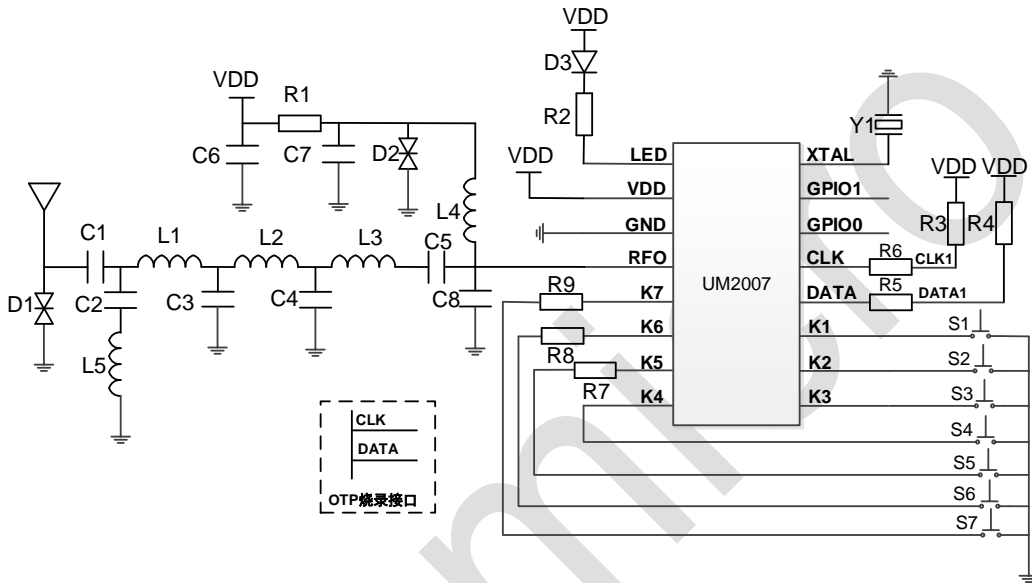 VDD
D3
R2
VDD
R1
C6
C7
D2
L4
VDD
Y1
VDD
VDD
R3
R4
LED
VDD
GND
RFO
K7
K6
K5
K4
UM2007
XTAL
GPIO1
GPIO0
CLK
DATA
K1
K2
K3
R6
CLK1
R5
DATA1
C1
L1
L2
L3
C5
D1
C2
C3
C4
C8
L5
R9
R8
R7
S1
S2
S3
S4
S5
S6
S7
CLK
DATA
OTP烧录接口